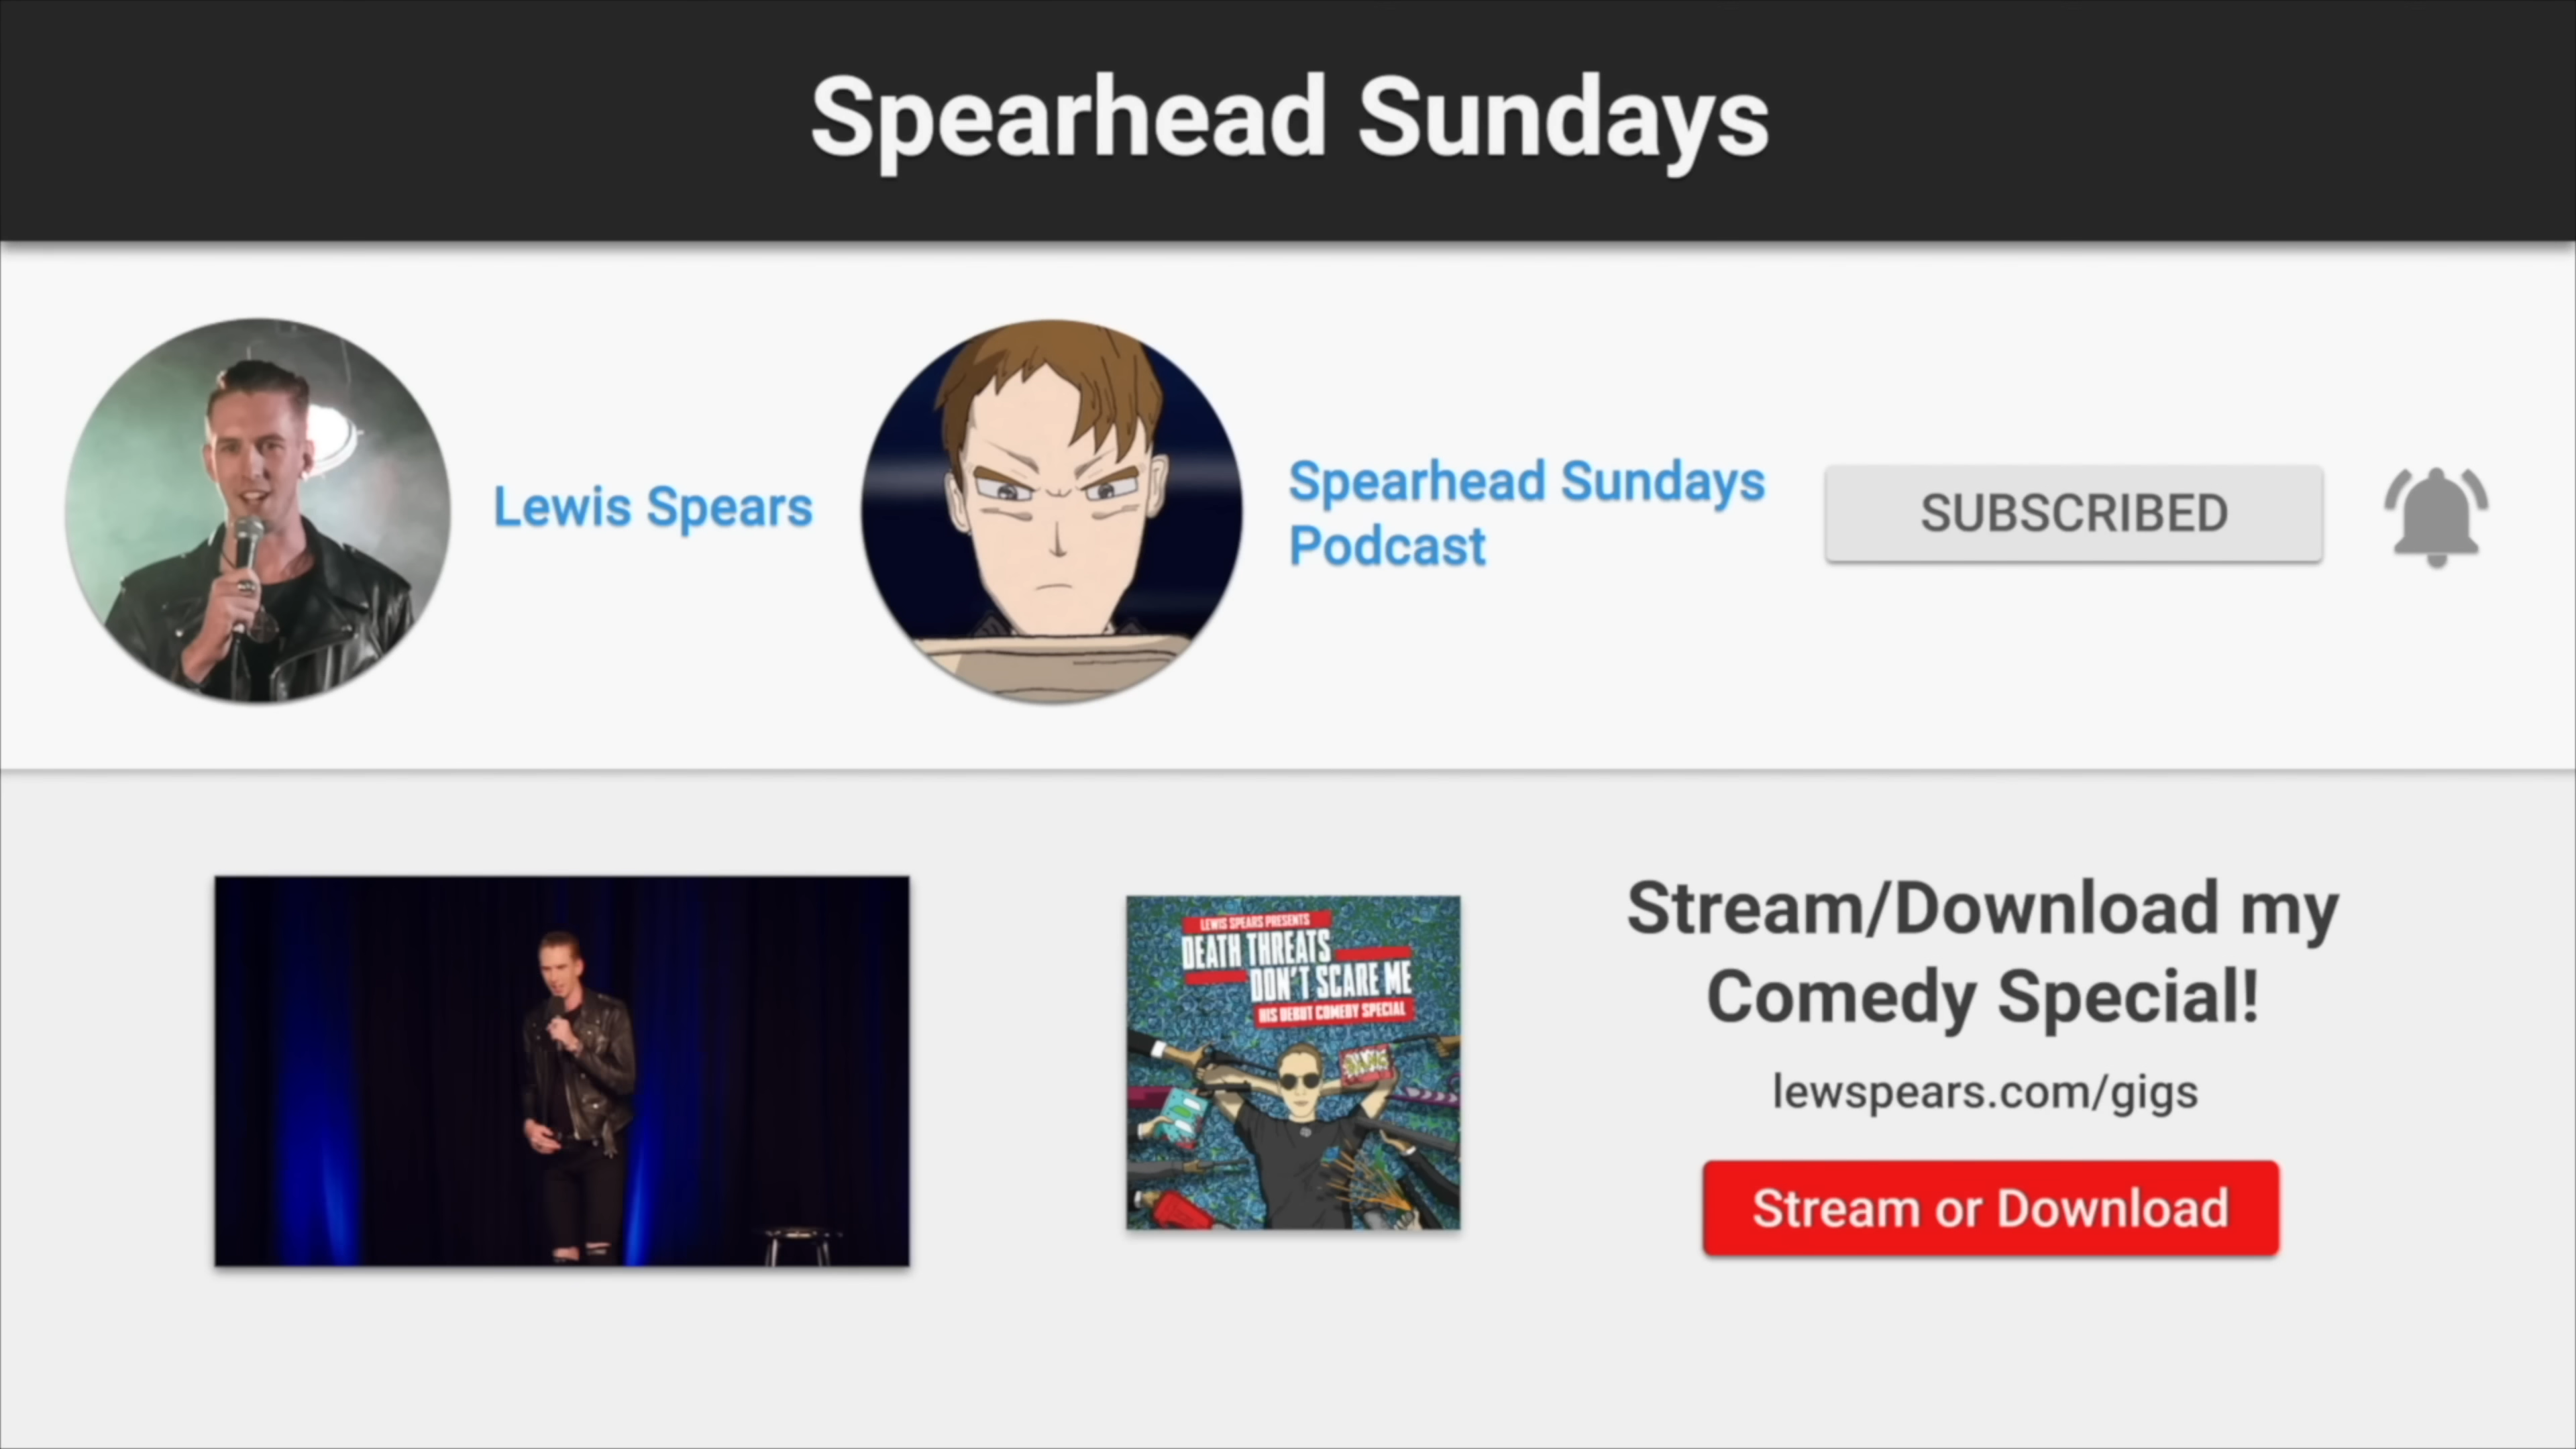 Spearhead Sundays
Lewis Spears
Spearhead Sundays
Podcast
SUBSCRIBED
LEWIS SPEARS PRESENTS
DEATH THREATS
DON'T SCARE ME
HIS DEBUT COMEDY SPECIAL
Stream/Download my
Comedy Special!
lewspears.com/gigs
Stream or Download